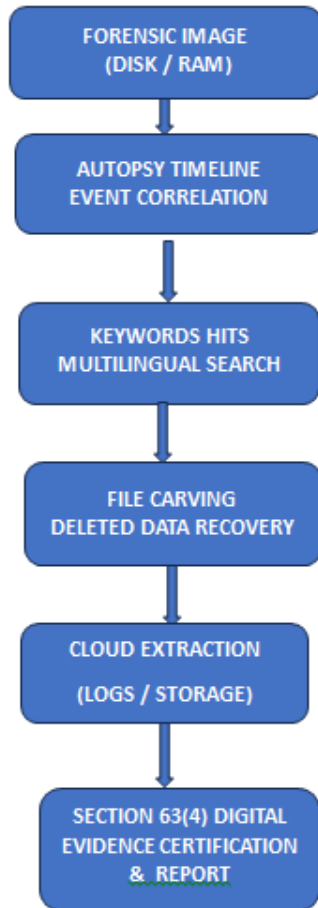 FORENSIC IMAGE
(DISK / RAM)
AUTOPSY TIMELINE
EVENT CORRELATION
KEYWORDS HITS
MULTILINGUAL SEARCH
FILE CARVING
DELETED DATA RECOVERY
CLOUD EXTRACTION
(LOGS / STORAGE)
SECTION 63(4) DIGITAL
EVIDENCE CERTIFICATION
& REPORT